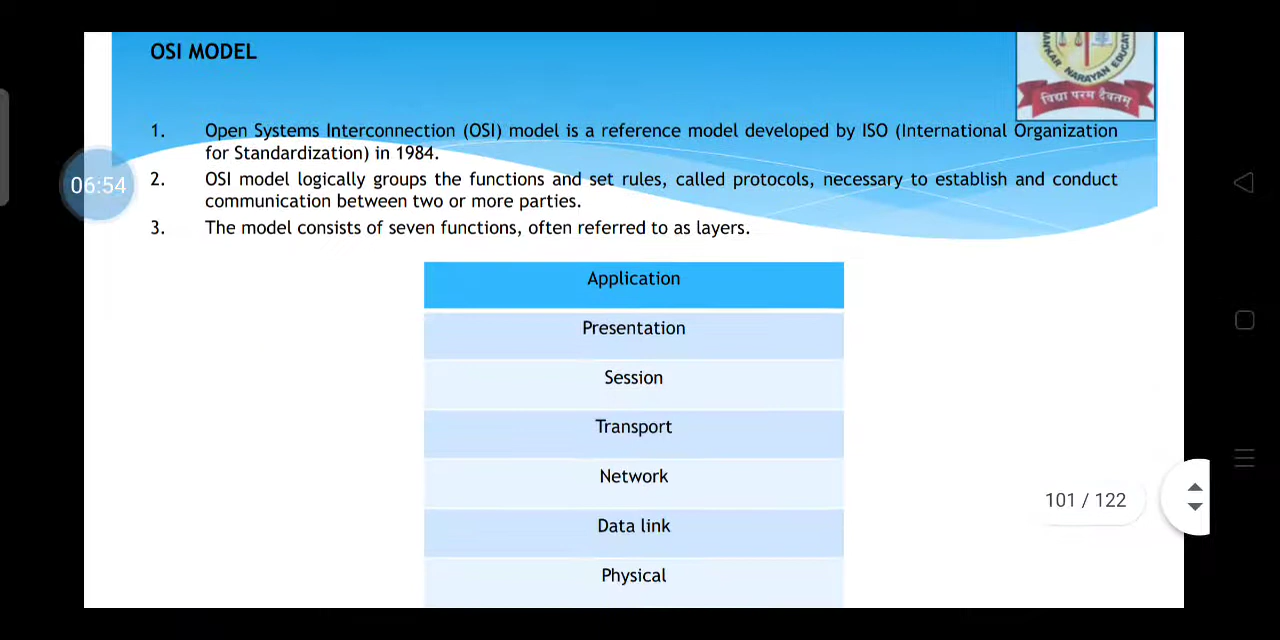 OSI MODEL
NARAYAN
विद्या परम दैवतम्
1. Open Systems Interconnection (OSI) model is a reference model developed by ISO (International Organization
for Standardization) in 1984.
06:54
2. OSI model logically groups the functions and set rules, called protocols, necessary to establish and conduct
communication between two or more parties.
3. The model consists of seven functions, often referred to as layers.
Application
Presentation
Session
Transport
Network
101 / 122
Data link
Physical